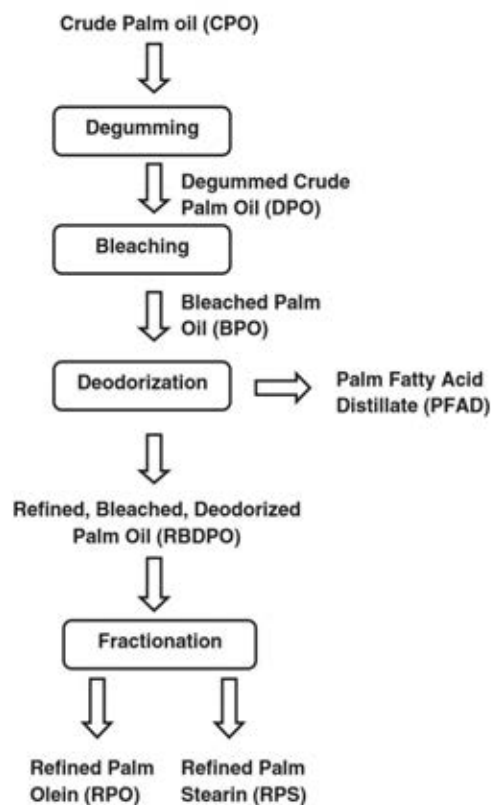 Crude Palm oil (CPO)
Degumming
Degummed Crude
Palm Oil (DPO)
Bleaching
Bleached Palm
Oil (BPO)
Deodorization
Palm Fatty Acid
Distillate (PFAD)
Refined, Bleached, Deodorized
Palm Oil (RBDPO)
Fractionation
Refined Palm
Olein (RPO)
Refined Palm
Stearin (RPS)